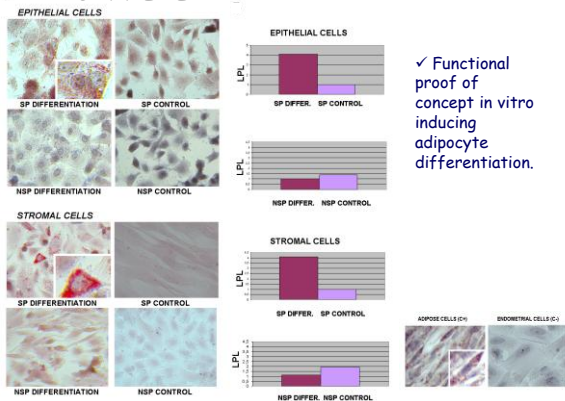 EPITHELIAL CELLS
SP DIFFERENTIATION
SP CONTROL
NSP DIFFERENTIATION
NSP CONTROL
STROMAL CELLS
SP DIFFERENTIATION
SP CONTROL
NSP DIFFERENTIATION
NSP CONTROL
EPITHELIAL CELLS
LPL
SP DIFFER. SP CONTROL
LPL
NSP DIFFER. NSP CONTROL
STROMAL CELLS
LPL
SP DIFFER. SP CONTROL
LPL
NSP DIFFER. NSP CONTROL
✓ Functional
proof of
concept in vitro
inducing
adipocyte
differentiation.
ADIPOSE CELLS (C+)
ENDOMETRIAL CELLS (C-)